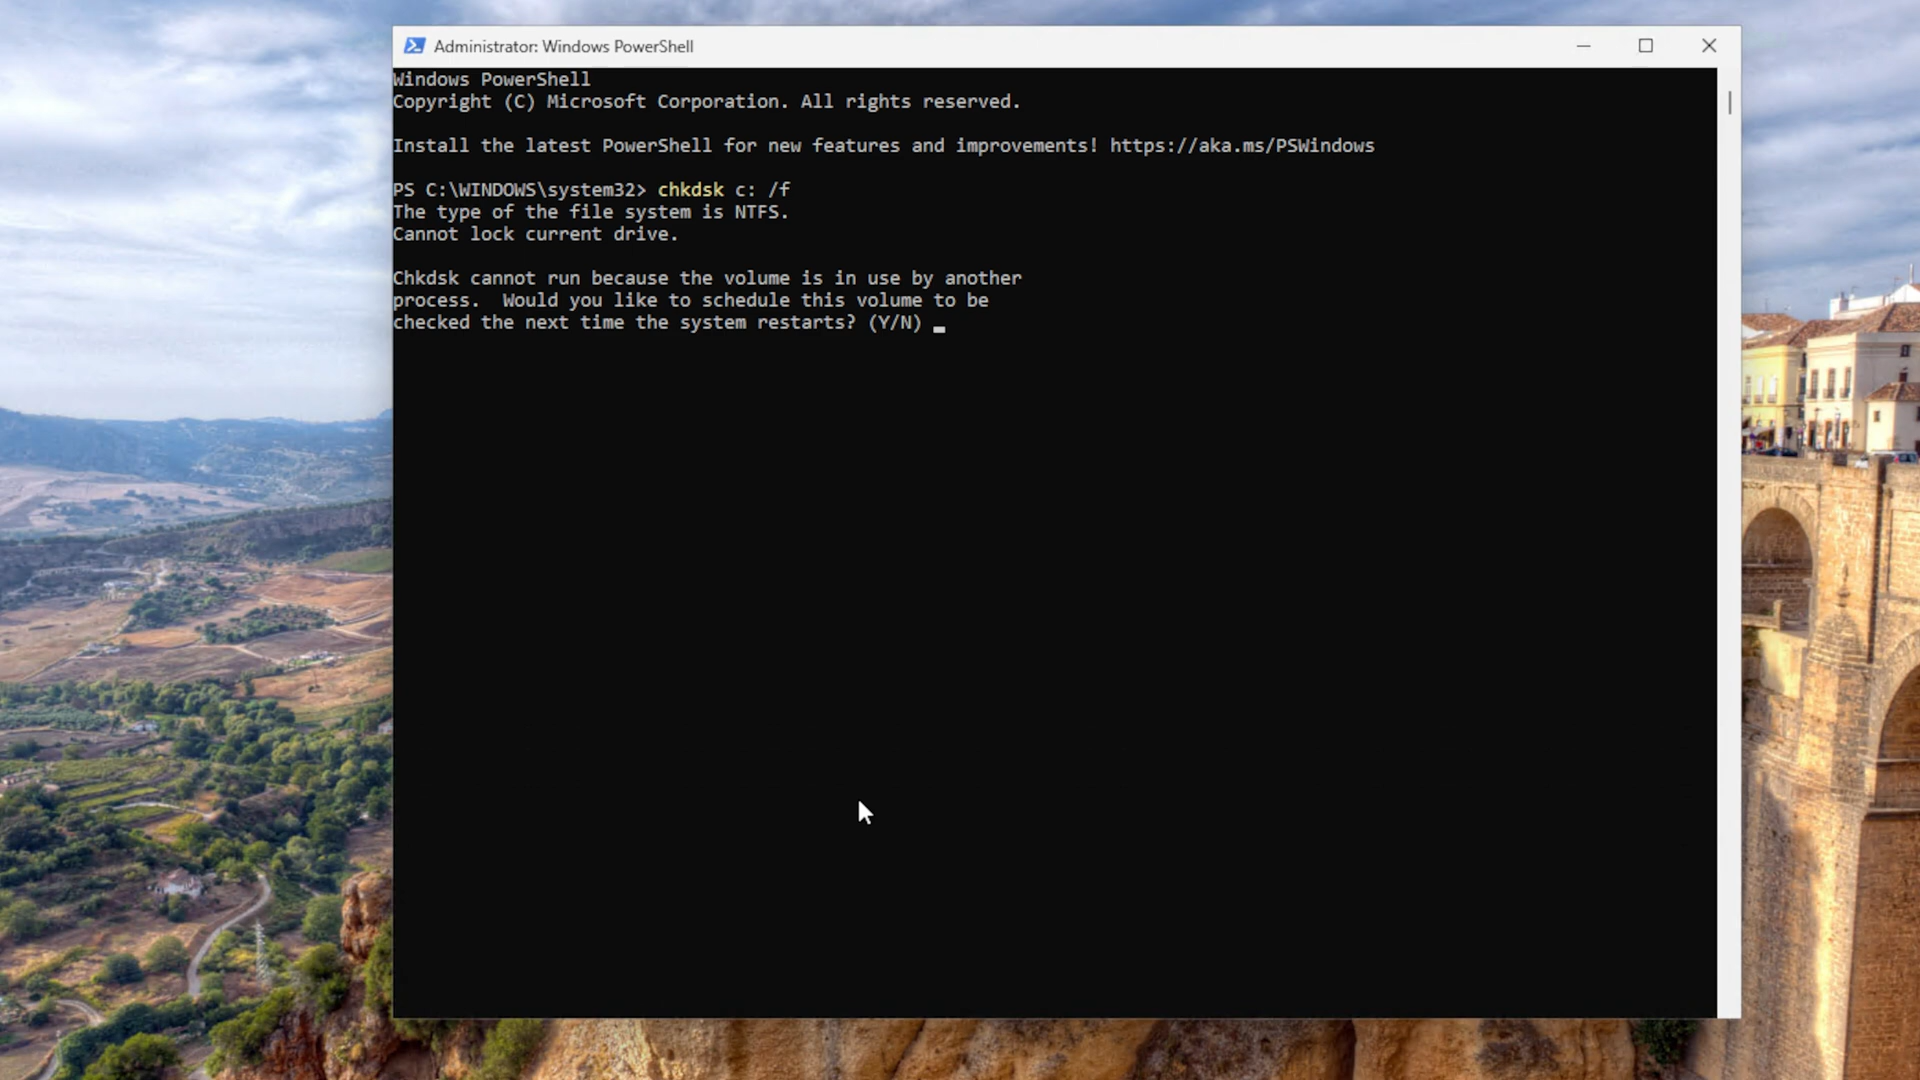 Administrator: Windows PowerShell
Windows PowerShell
Copyright (C) Microsoft Corporation. All rights reserved.
Install the latest PowerShell for new features and improvements! https://aka.ms/PSWindows
PS C:\WINDOWS\system32> chkdsk c: /f
The type of the file system is NTFS.
Cannot lock current drive.
Chkdsk cannot run because the volume is in use by another
process.  Would you like to schedule this volume to be
checked the next time the system restarts? (Y/N)